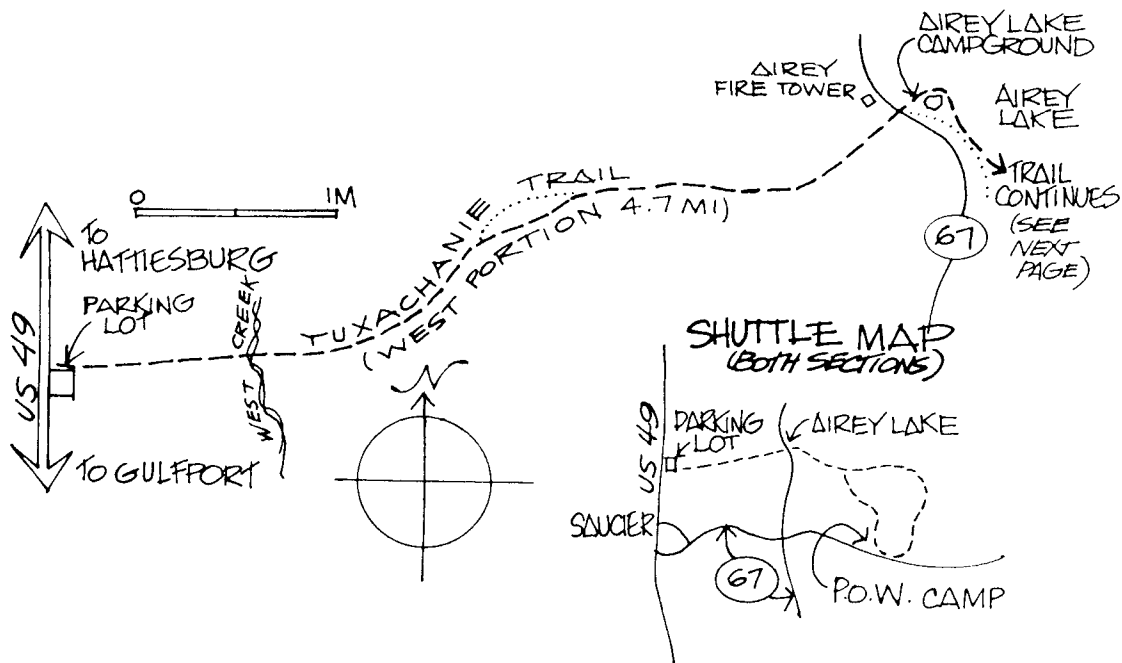 AIREY LAKE
CAMPGROUND
AIREY
FIRE TOWER
AIREY
LAKE
TRAIL
CONTINUES
(SEE
NEXT
PAGE)
67
0 1M
TO
HATTIESBURG
PARKING
LOT
US 49
TO GULFPORT
WEST CREEK
TUXACHANIE TRAIL
(WEST PORTION 4.7 MI)
N
SHUTTLE MAP
(BOTH SECTIONS)
US 49
PARKING
LOT
AIREY LAKE
SAUCIER
67
P.O.W. CAMP